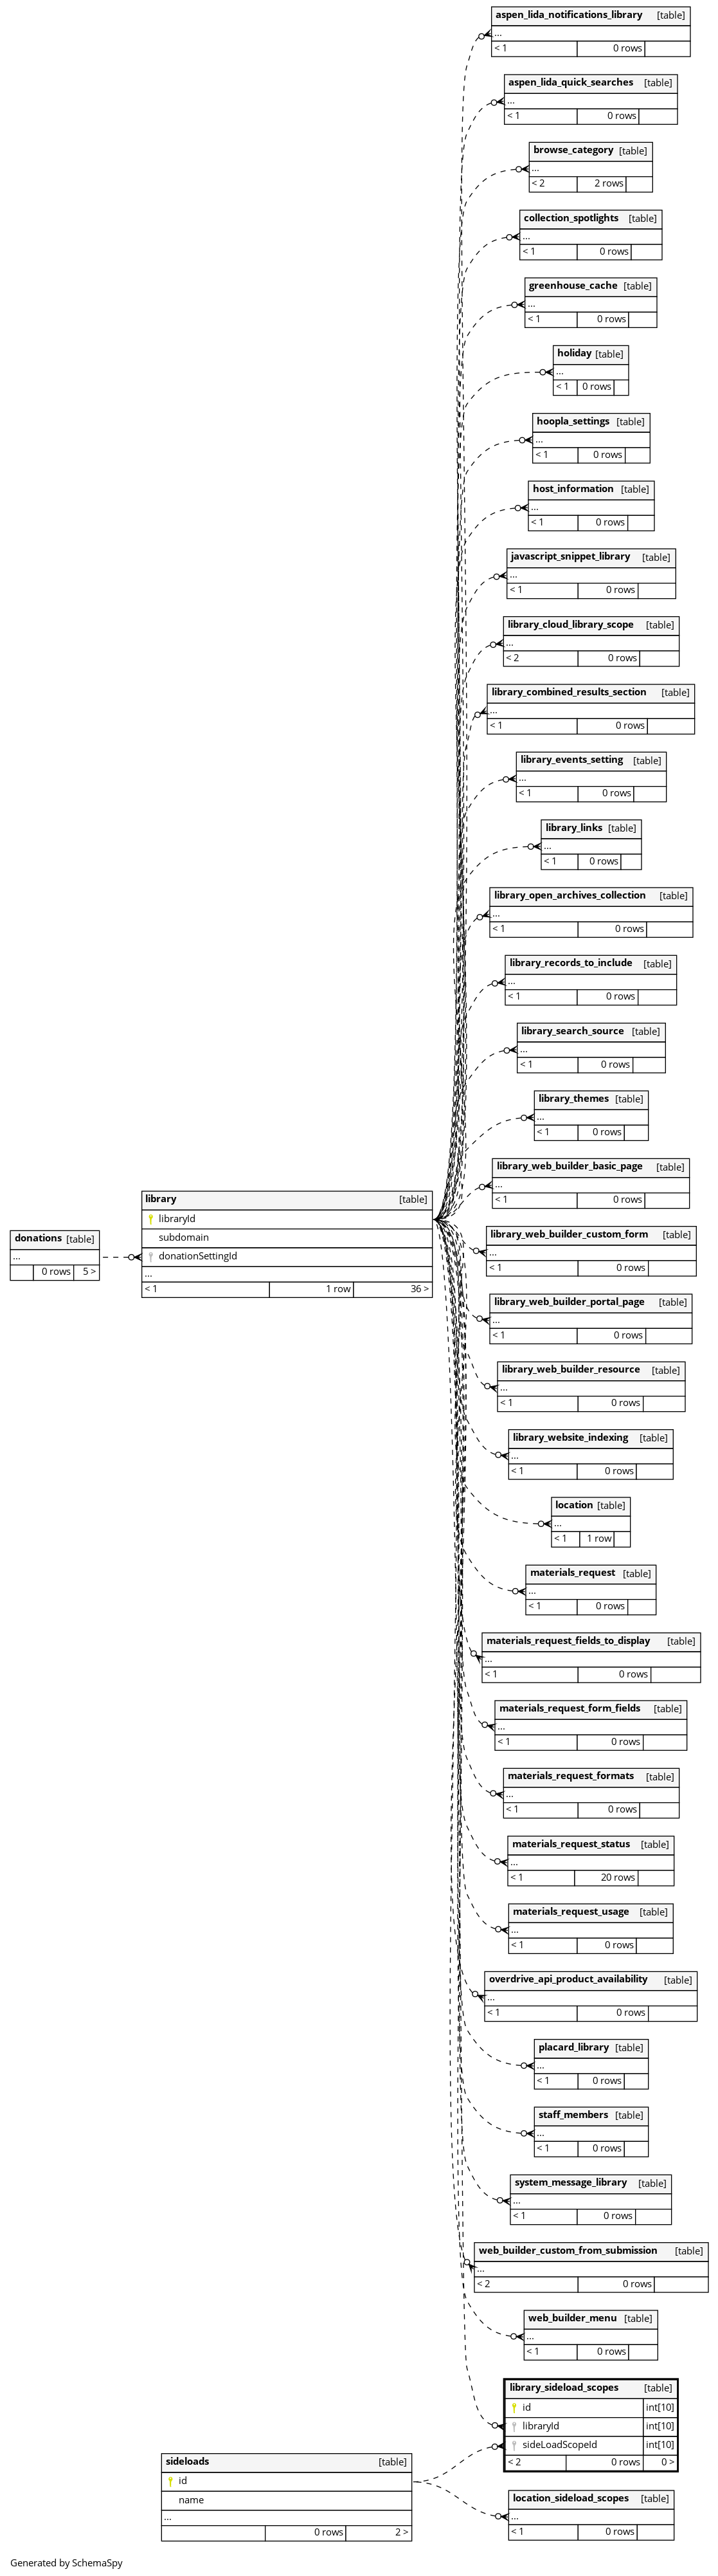 aspen_lida_notifications_library [table]
...
< 1 0 rows
aspen_lida_quick_searches [table]
...
< 1 0 rows
browse_category [table]
...
< 2 2 rows
collection_spotlights [table]
...
< 1 0 rows
greenhouse_cache [table]
...
< 1 0 rows
holiday [table]
...
< 1 0 rows
hoopla_settings [table]
...
< 1 0 rows
host_information [table]
...
< 1 0 rows
javascript_snippet_library [table]
...
< 1 0 rows
library_cloud_library_scope [table]
...
< 2 0 rows
library_combined_results_section [table]
...
< 1 0 rows
library_events_setting [table]
...
< 1 0 rows
library_links [table]
...
< 1 0 rows
library_open_archives_collection [table]
...
< 1 0 rows
library_records_to_include [table]
...
< 1 0 rows
library_search_source [table]
...
< 1 0 rows
library_themes [table]
...
< 1 0 rows
library_web_builder_basic_page [table]
...
< 1 0 rows
library [table]
libraryId
subdomain
donationSettingId
...
< 1 1 row 36 >
donations [table]
...
0 rows 5 >
library_web_builder_custom_form [table]
...
< 1 0 rows
library_web_builder_portal_page [table]
...
< 1 0 rows
library_web_builder_resource [table]
...
< 1 0 rows
library_website_indexing [table]
...
< 1 0 rows
location [table]
...
< 1 1 row
materials_request [table]
...
< 1 0 rows
materials_request_fields_to_display [table]
...
< 1 0 rows
materials_request_form_fields [table]
...
< 1 0 rows
materials_request_formats [table]
...
< 1 0 rows
materials_request_status [table]
...
< 1 20 rows
materials_request_usage [table]
...
< 1 0 rows
overdrive_api_product_availability [table]
...
< 1 0 rows
placard_library [table]
...
< 1 0 rows
staff_members [table]
...
< 1 0 rows
system_message_library [table]
...
< 1 0 rows
web_builder_custom_from_submission [table]
...
< 2 0 rows
web_builder_menu [table]
...
< 1 0 rows
library_sideload_scopes [table]
id int[10]
libraryId int[10]
sideLoadScopeId int[10]
< 2 0 rows 0 >
sideloads [table]
id
name
...
0 rows 2 >
location_sideload_scopes [table]
...
< 1 0 rows
Generated by SchemaSpy